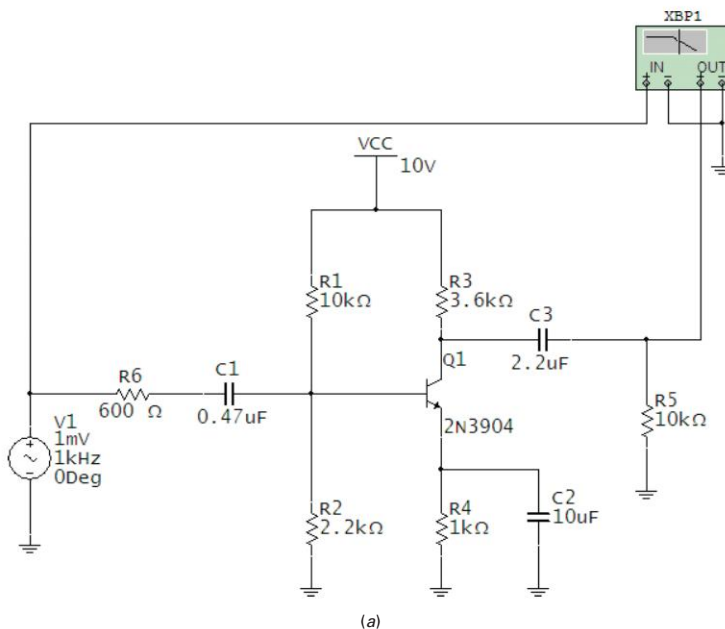 XBP1
IN
OUT
VCC
10V
R1
10kΩ
R3
3.6kΩ
C3
2.2uF
Q1
R6
600 Ω
C1
0.47uF
2N3904
R5
10kΩ
V1
1mV
1kHz
0Deg
R2
2.2kΩ
R4
1kΩ
C2
10uF
(a)